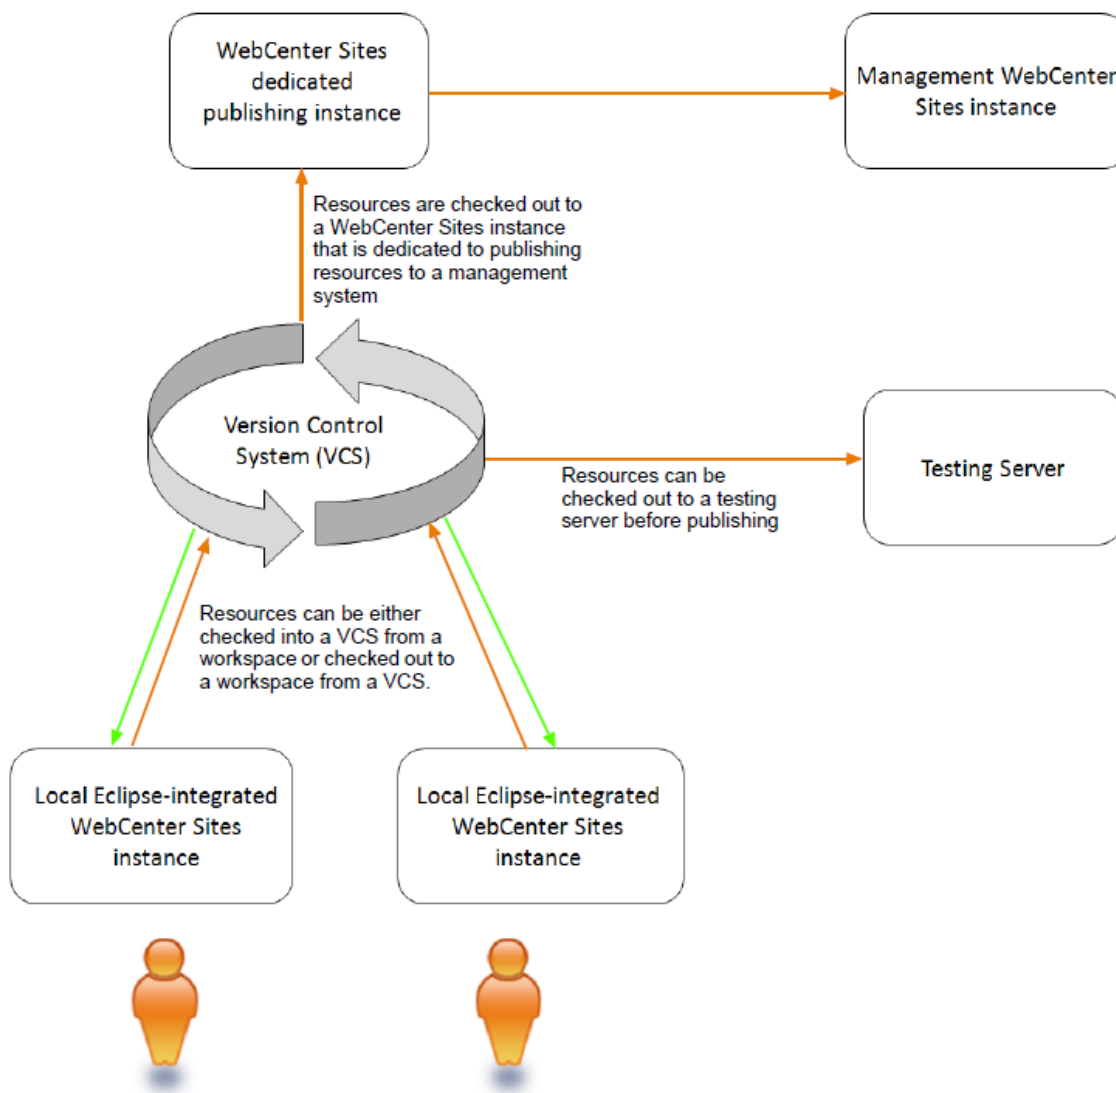 WebCenter Sites
dedicated
publishing instance
Management WebCenter
Sites instance
Resources are checked out to
a WebCenter Sites instance
that is dedicated to publishing
resources to a management
system
Version Control
System (VCS)
Testing Server
Resources can be
checked out to a testing
server before publishing
Resources can be either
checked into a VCS from a
workspace or checked out to
a workspace from a VCS.
Local Eclipse-integrated
WebCenter Sites
instance
Local Eclipse-integrated
WebCenter Sites
instance